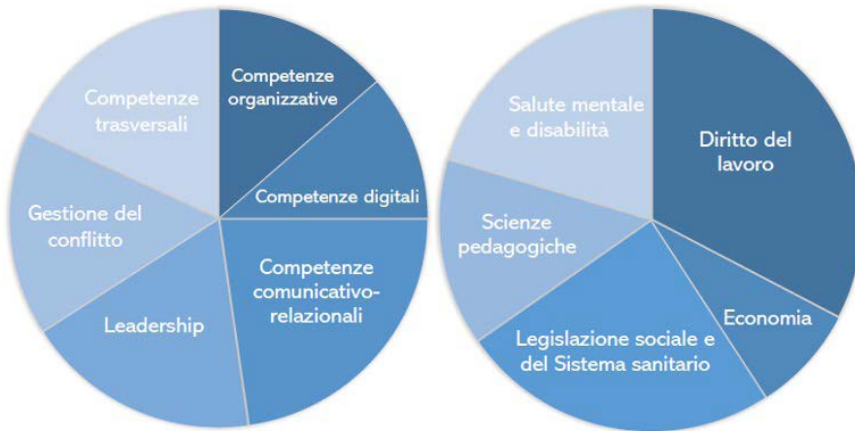 Competenze
organizzative
Competenze digitali
Competenze
comunicativo-
relazionali
Leadership
Gestione del
conflitto
Competenze
trasversali
Diritto del
lavoro
Economia
Legislazione sociale e
del Sistema sanitario
Scienze
pedagogiche
Salute mentale
e disabilità